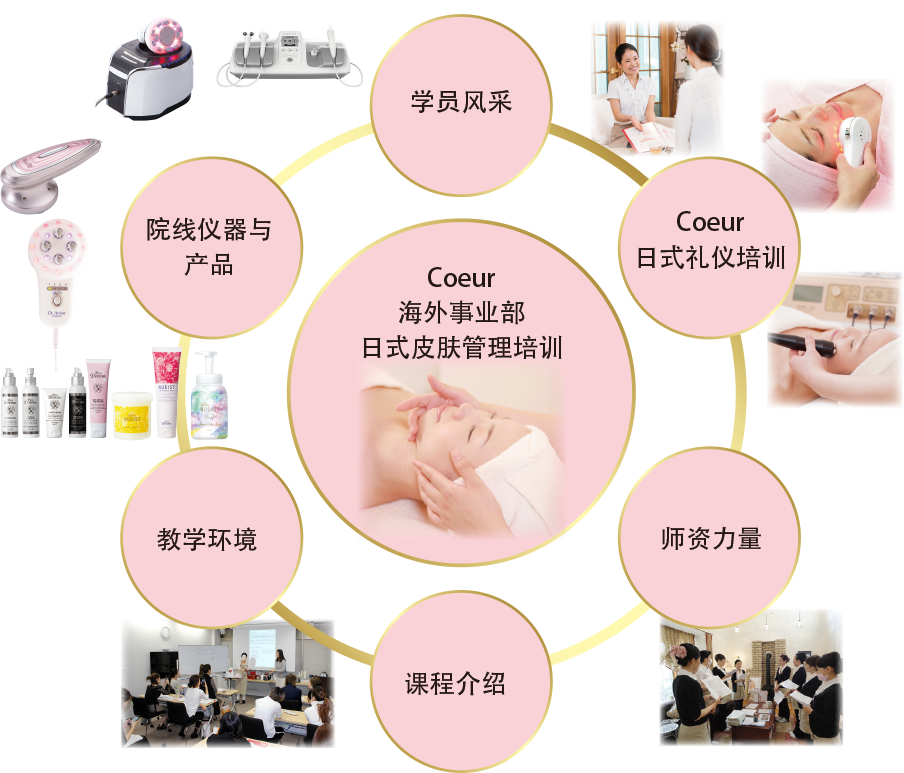 学员风采
院线仪器与
产品
Coeur
日式礼仪培训
Coeur
海外事业部
日式皮肤管理培训
教学环境
师资力量
课程介绍